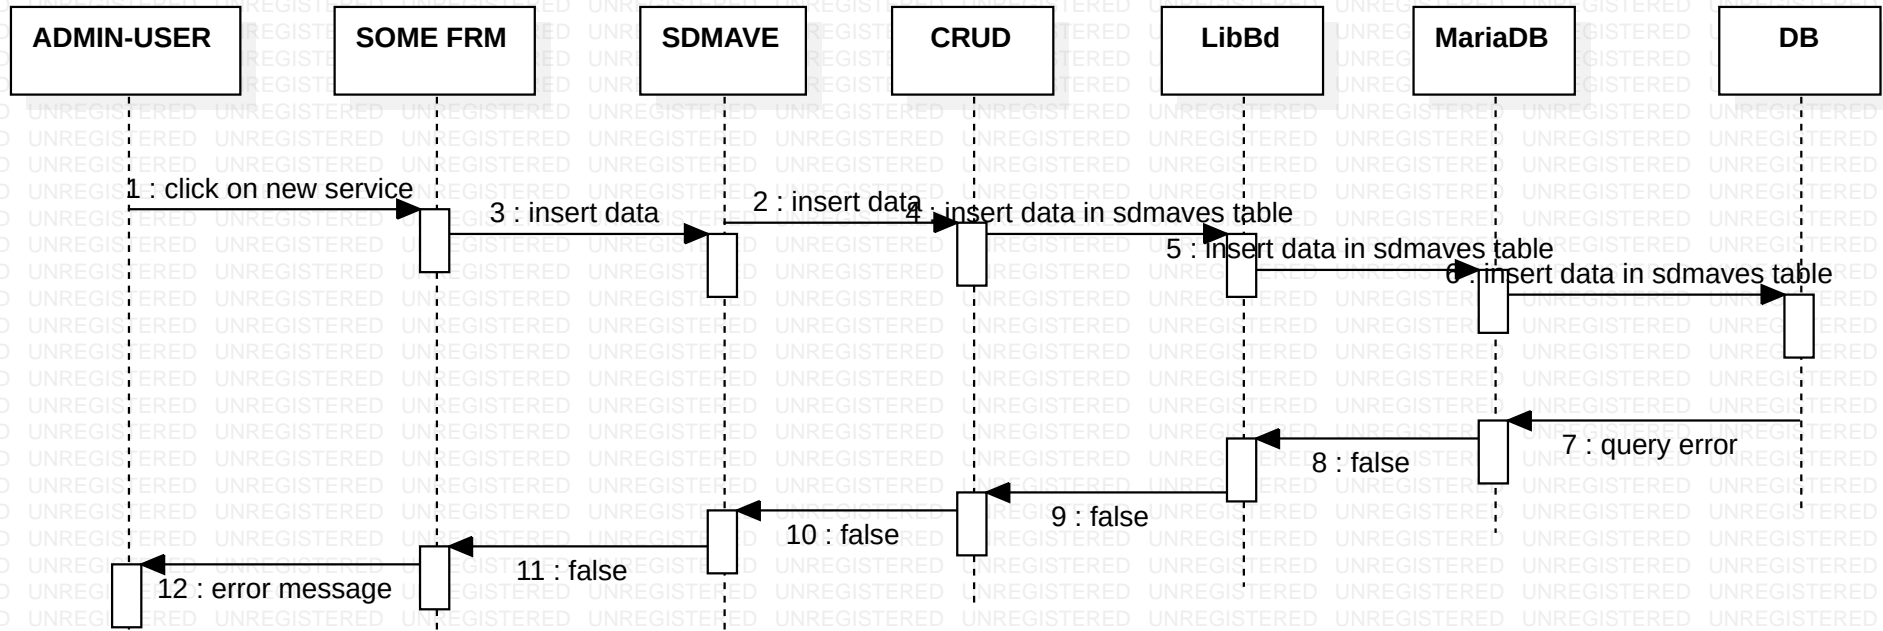 ADMIN-USER
SOME FRM
SDMAVE
CRUD
LibBd
MariaDB
DB
1 : click on new service
3 : insert data
2 : insert data
4 : insert data in sdmaves table
5 : insert data in sdmaves table
6 : insert data in sdmaves table
7 : query error
8 : false
9 : false
10 : false
11 : false
12 : error message
UNREGISTERED